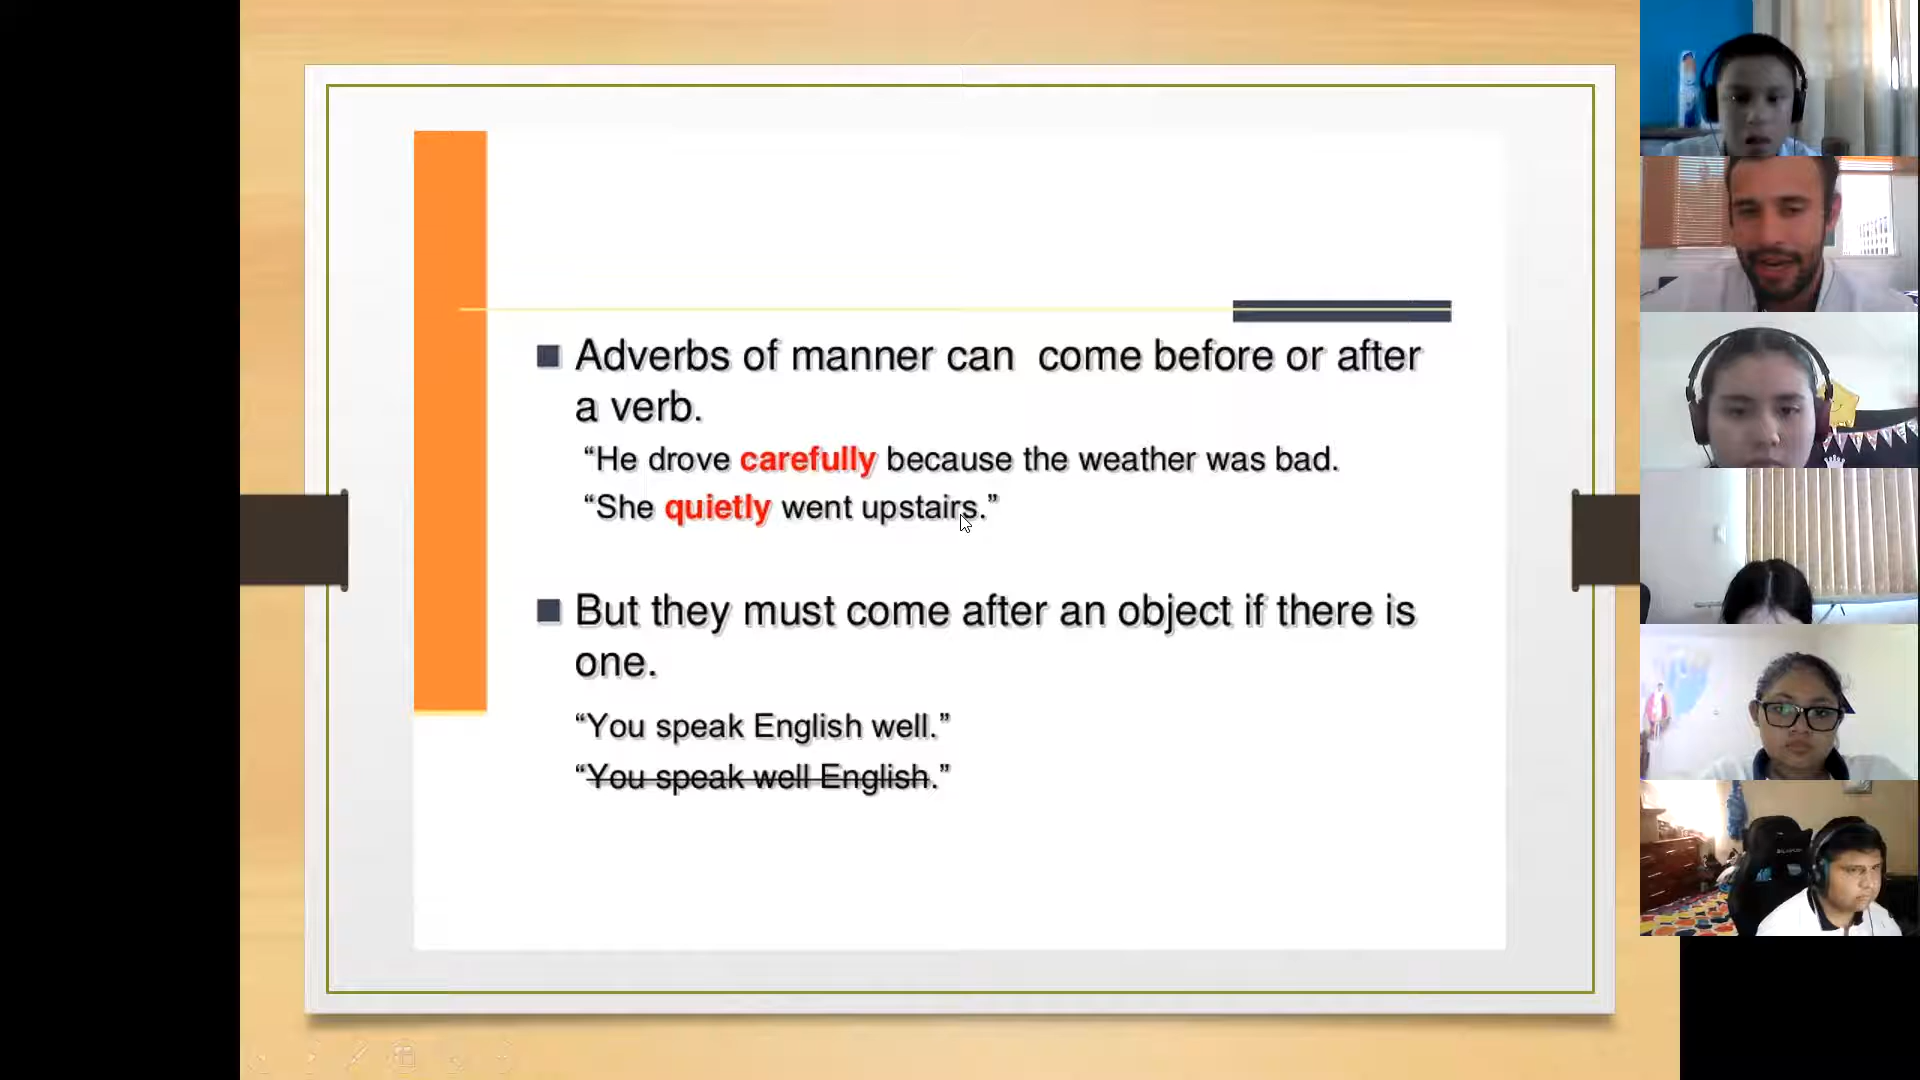 Adverbs of manner can come before or after
a verb.
“He drove carefully because the weather was bad.
“She quietly went upstairs.”
But they must come after an object if there is
one.
“You speak English well.”
“You speak well English.”